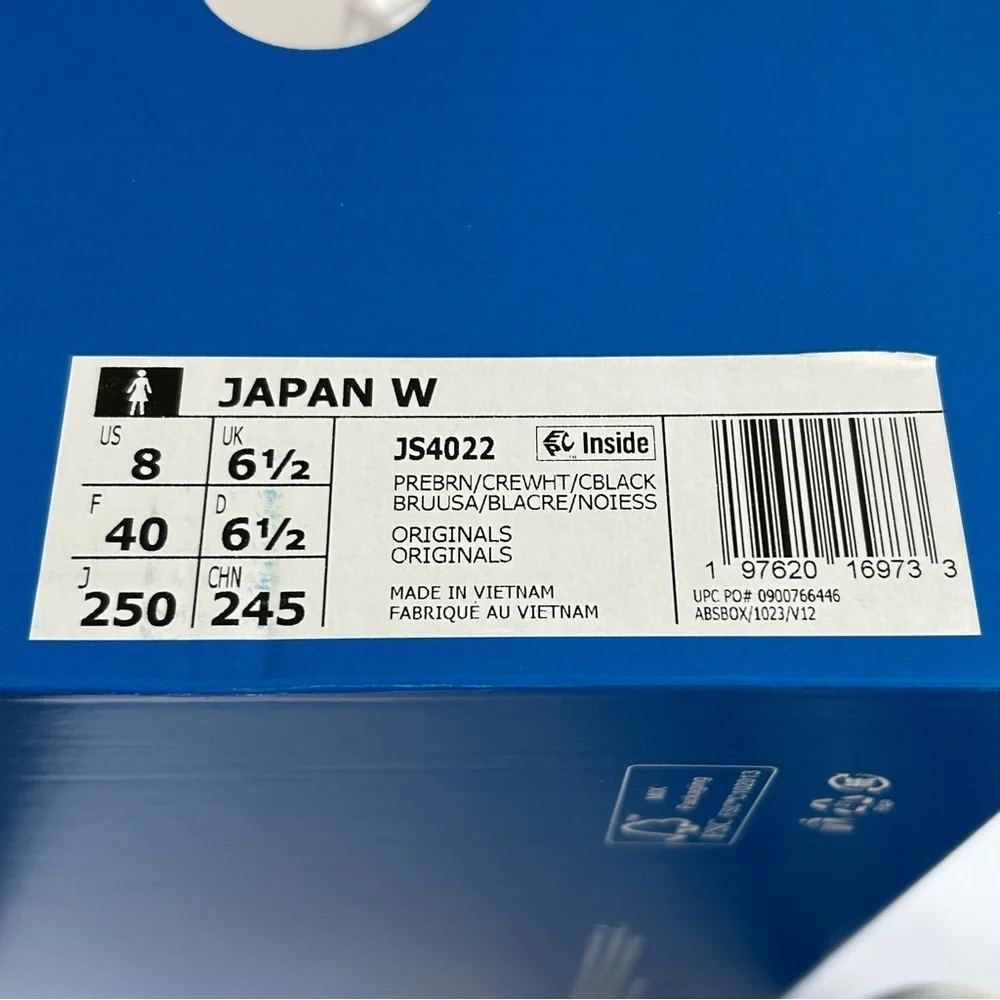 JAPAN W
US 8 UK 6½
F 40 D 6½
J 250 CHN 245
JS4022 Inside
PREBRN/CREWHT/CBLACK
BRUUSA/BLACRE/NOIESS
ORIGINALS
ORIGINALS
MADE IN VIETNAM
FABRIQUÉ AU VIETNAM
1 97620 16973 3
UPC PO# 0900766446
ABSBOX/1023/V12
MIX
Packaging